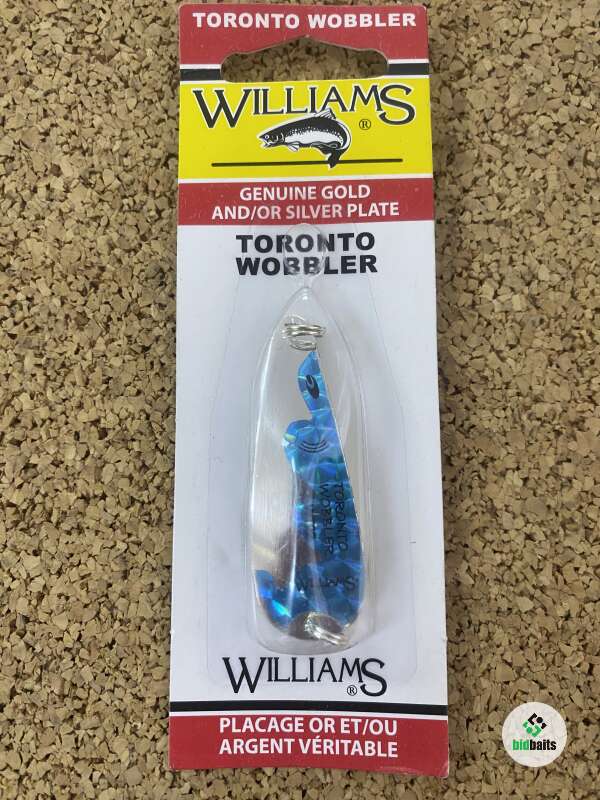 TORONTO WOBBLER
WILLIAMS
®
GENUINE GOLD
AND/OR SILVER PLATE
TORONTO
WOBBLER
TORONTO
WOBBLER
WILLIAMS
®
PLACAGE OR ET/OU
ARGENT VÉRITABLE
bidbaits